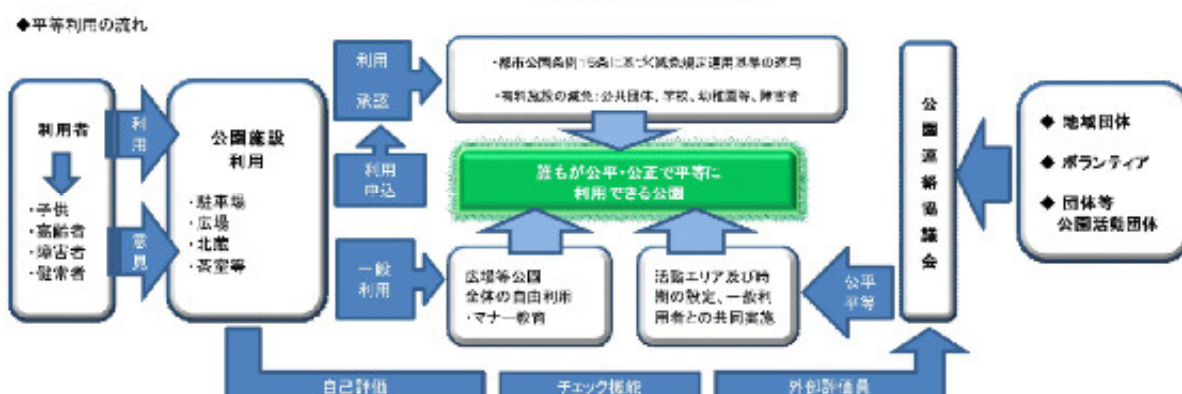 ◆平等利用の流れ
利用者
・子供
・高齢者
・障害者
・健常者
利用
意見
公園施設
利用
・駐車場
・広場
・北蔵
・茶室等
利用
承認
利用
申込
一般
利用
・都市公園条例15条に基づく減免規定運用基準の適用
・有料施設の減免：公共団体、学校、幼稚園等、障害者
誰もが公平・公正で平等に
利用できる公園
広場等公園
全体の自由利用
・マナー教育
活動エリア及び時
期の設定、一般利
用者との共同実施
公平
平等
公園連絡協議会
◆ 地域団体
◆ ボランティア
◆ 団体等
公園活動団体
自己評価
チェック機能
外部評価員